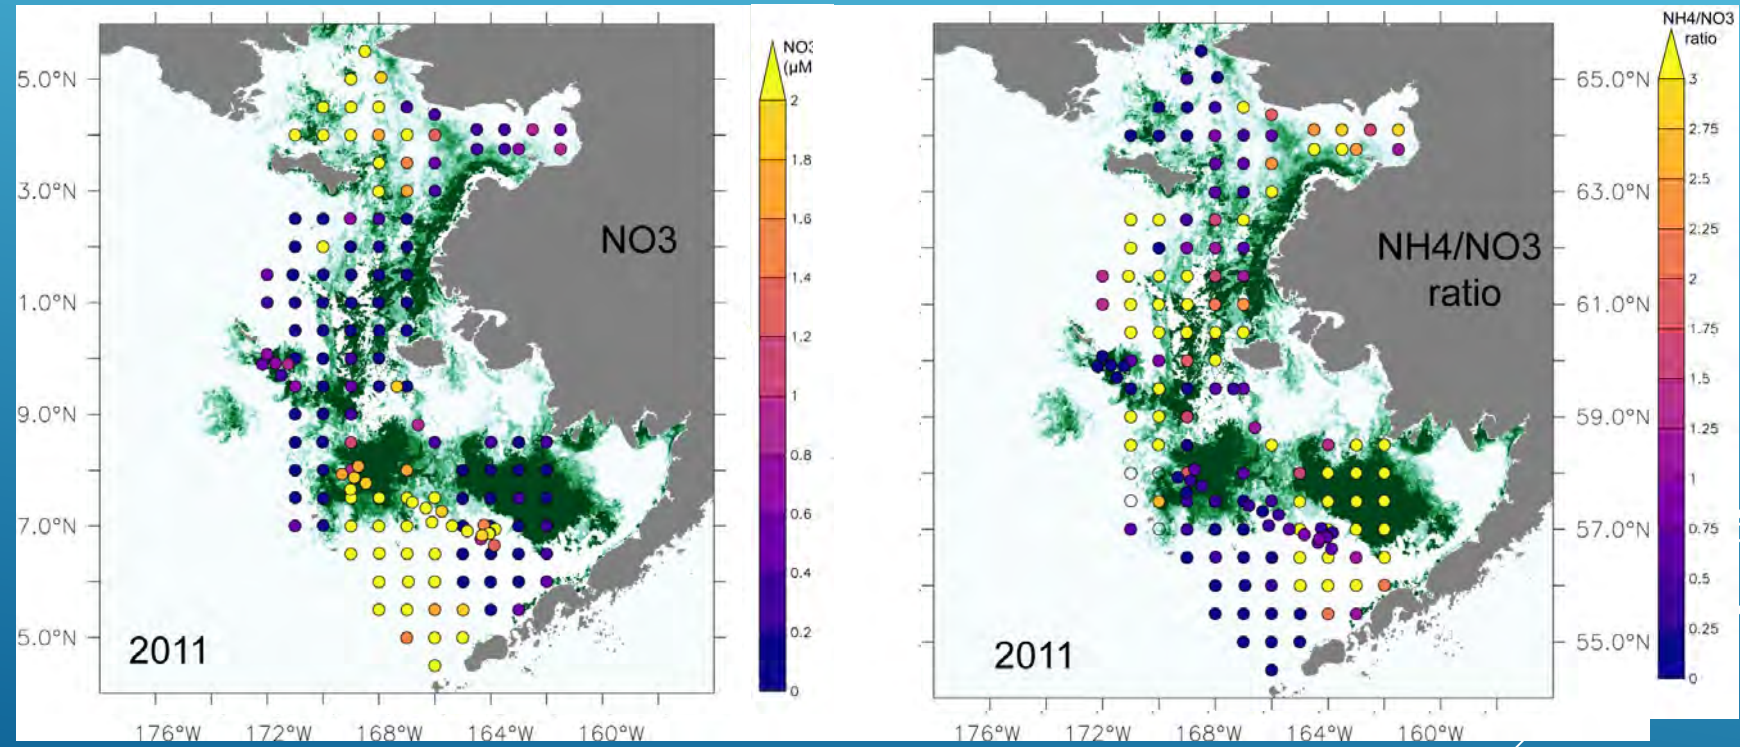 NO3
(µM
2
1.8
1.6
1.4
1.2
1
0.8
0.6
0.4
0.2
0
5.0°N
3.0°N
1.0°N
9.0°N
7.0°N
5.0°N
NO3
2011
176°W 172°W 168°W 164°W 160°W
NH4/NO3
ratio
3
2.75
2.5
2.25
2
1.75
1.5
1.25
1
0.75
0.5
0.25
0
65.0°N
63.0°N
61.0°N
59.0°N
57.0°N
55.0°N
NH4/NO3
ratio
2011
176°W 172°W 168°W 164°W 160°W